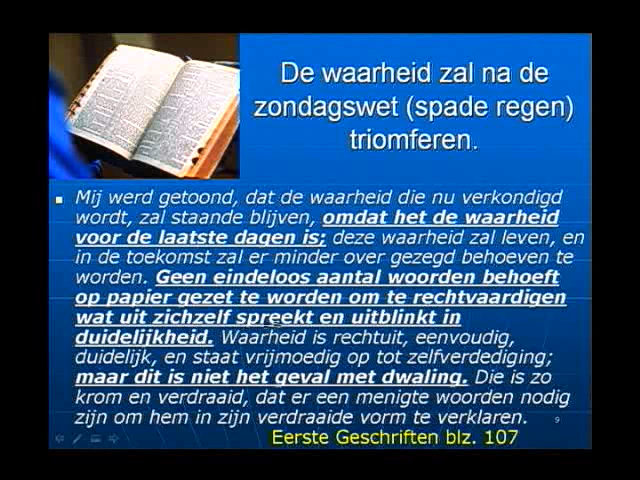 De waarheid zal na de
zondagswet (spade regen)
triomferen.
Mij werd getoond, dat de waarheid die nu verkondigd
wordt, zal staande blijven, omdat het de waarheid
voor de laatste dagen is; deze waarheid zal leven, en
in de toekomst zal er minder over gezegd behoeven te
worden. Geen eindeloos aantal woorden behoeft
op papier gezet te worden om te rechtvaardigen
wat uit zichzelf spreekt en uitblinkt in
duidelijkheid. Waarheid is rechtuit, eenvoudig,
duidelijk, en staat vrijmoedig op tot zelfverdediging;
maar dit is niet het geval met dwaling. Die is zo
krom en verdraaid, dat er een menigte woorden nodig
zijn om hem in zijn verdraaide vorm te verklaren.
Eerste Geschriften blz. 107
9